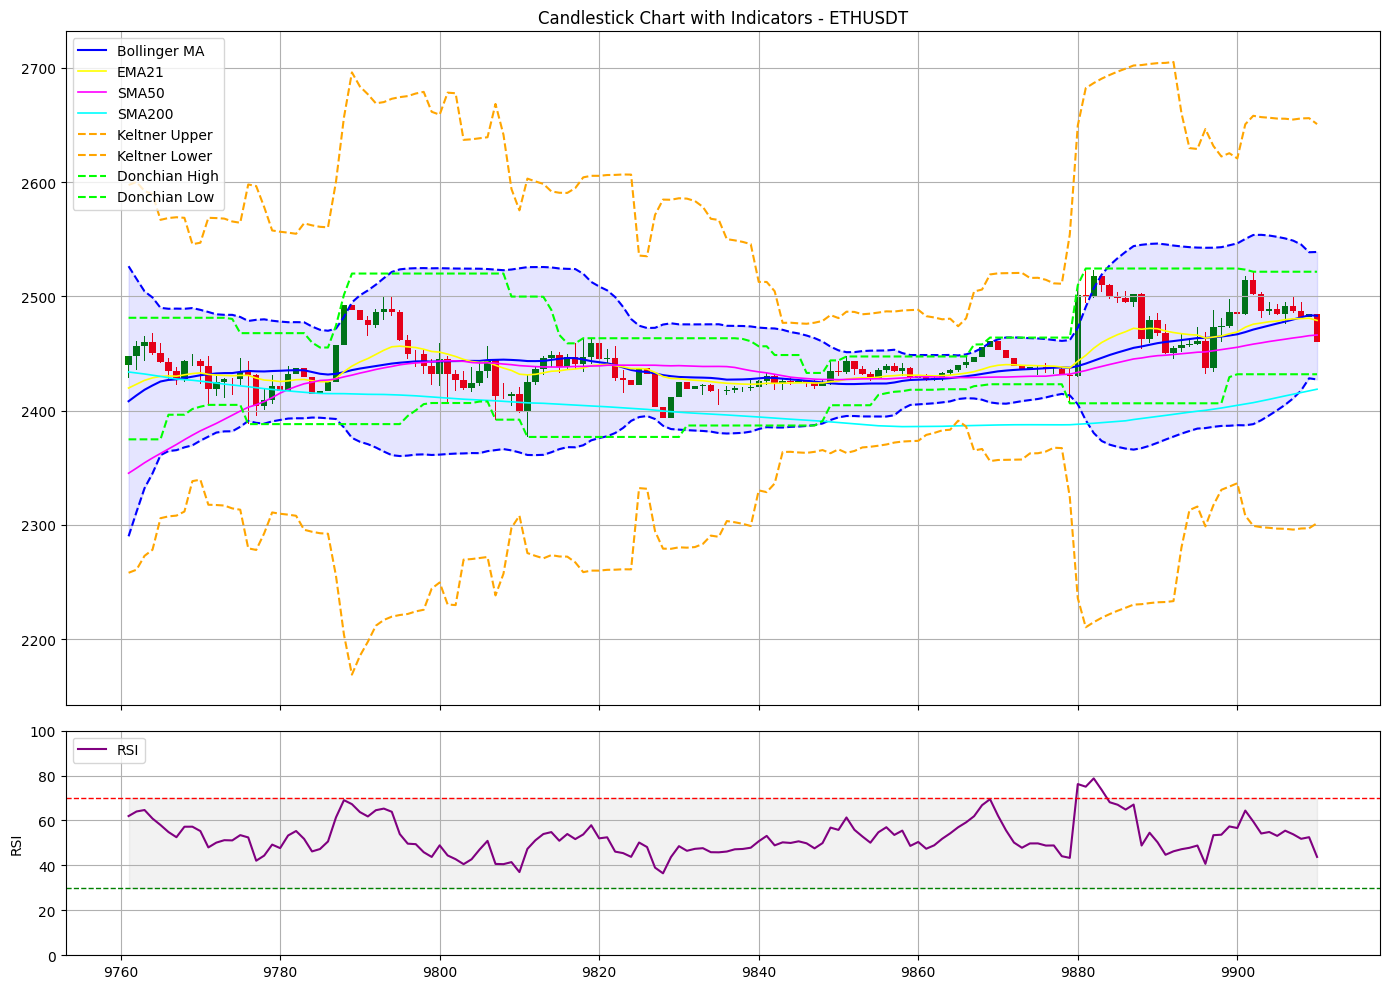 Candlestick Chart with Indicators - ETHUSDT
Bollinger MA
EMA21
SMA50
SMA200
Keltner Upper
Keltner Lower
Donchian High
Donchian Low
2700
2600
2500
2400
2300
2200
RSI
100
80
60
40
20
0
RSI
9760
9780
9800
9820
9840
9860
9880
9900